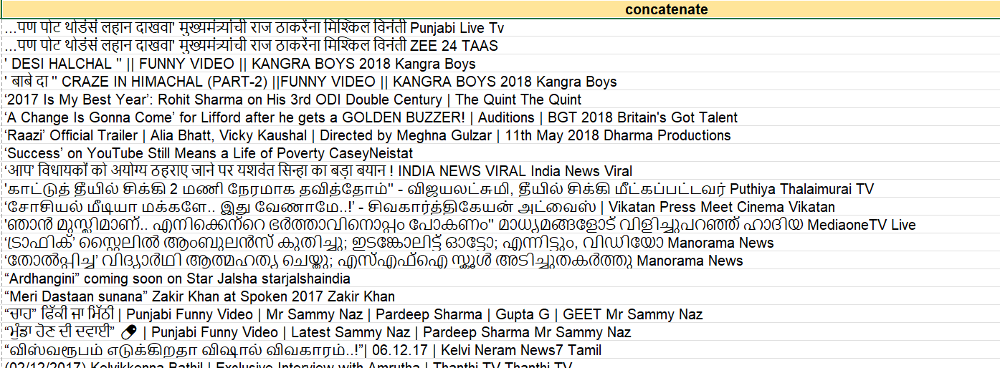 concatenate
...पण पोट थोडंसं लहान दाखवा' मुख्यमंत्र्यांची राज ठाकरेंना मिश्किल विनंती Punjabi Live Tv
...पण पोट थोडंसं लहान दाखवा' मुख्यमंत्र्यांची राज ठाकरेंना मिश्किल विनंती ZEE 24 TAAS
' DESI HALCHAL '' || FUNNY VIDEO || KANGRA BOYS 2018 Kangra Boys
' बाबे दा '' CRAZE IN HIMACHAL (PART-2) ||FUNNY VIDEO || KANGRA BOYS 2018 Kangra Boys
‘2017 Is My Best Year’: Rohit Sharma on His 3rd ODI Double Century | The Quint The Quint
‘A Change Is Gonna Come’ for Lifford after he gets a GOLDEN BUZZER! | Auditions | BGT 2018 Britain's Got Talent
‘Raazi’ Official Trailer | Alia Bhatt, Vicky Kaushal | Directed by Meghna Gulzar | 11th May 2018 Dharma Productions
‘Success’ on YouTube Still Means a Life of Poverty CaseyNeistat
‘आप’ विधायकों को अयोग्य ठहराए जाने पर यशवंत सिन्हा का बड़ा बयान ! INDIA NEWS VIRAL India News Viral
'காட்டுத் தீயில் சிக்கி 2 மணி நேரமாக தவித்தோம்'' - விஜயலட்சுமி, தீயில் சிக்கி மீட்கப்பட்டவர் Puthiya Thalaimurai TV
‘சோசியல் மீடியா மக்களே.. இது வேணாமே..!’ - சிவகார்த்திகேயன் அட்வைஸ் | Vikatan Press Meet Cinema Vikatan
'ഞാൻ മുസ്ലിമാണ്.. എനിക്കെന്റെ ഭർത്താവിനൊപ്പം പോകണം'' മാധ്യമങ്ങളോട് വിളിച്ചുപറഞ്ഞ് ഹാദിയ MediaoneTV Live
‘ട്രാഫിക്’ സ്റ്റൈലിൽ ആംബുലൻസ് കുതിച്ചു; ഇടങ്കോലിട്ട് ഓട്ടോ; എന്നിട്ടും, വിഡിയോ Manorama News
‘തോൽപ്പിച്ച’ വിദ്യാർഥി ആത്മഹത്യ ചെയ്തു; എസ്എഫ്ഐ സ്കൂൾ അടിച്ചുതകർത്തു Manorama News
“Ardhangini” coming soon on Star Jalsha starjalshaindia
“Meri Dastaan sunana” Zakir Khan at Spoken 2017 Zakir Khan
“ਚਾਹ” ਫਿੱਕੀ ਜਾ ਮਿੱਠੀ | Punjabi Funny Video | Mr Sammy Naz | Pardeep Sharma | Gupta G | GEET Mr Sammy Naz
“ਮੁੰਡਾ ਹੋਣ ਦੀ ਦਵਾਈ” 💊 | Punjabi Funny Video | Latest Sammy Naz | Pardeep Sharma Mr Sammy Naz
“விஸ்வரூபம் எடுக்கிறதா விஷால் விவகாரம்..!”| 06.12.17 | Kelvi Neram News7 Tamil
(02/12/2017) Kelvikkenna Bathil | Exclusive Interview with Amrutha | Thanthi TV Thanthi TV